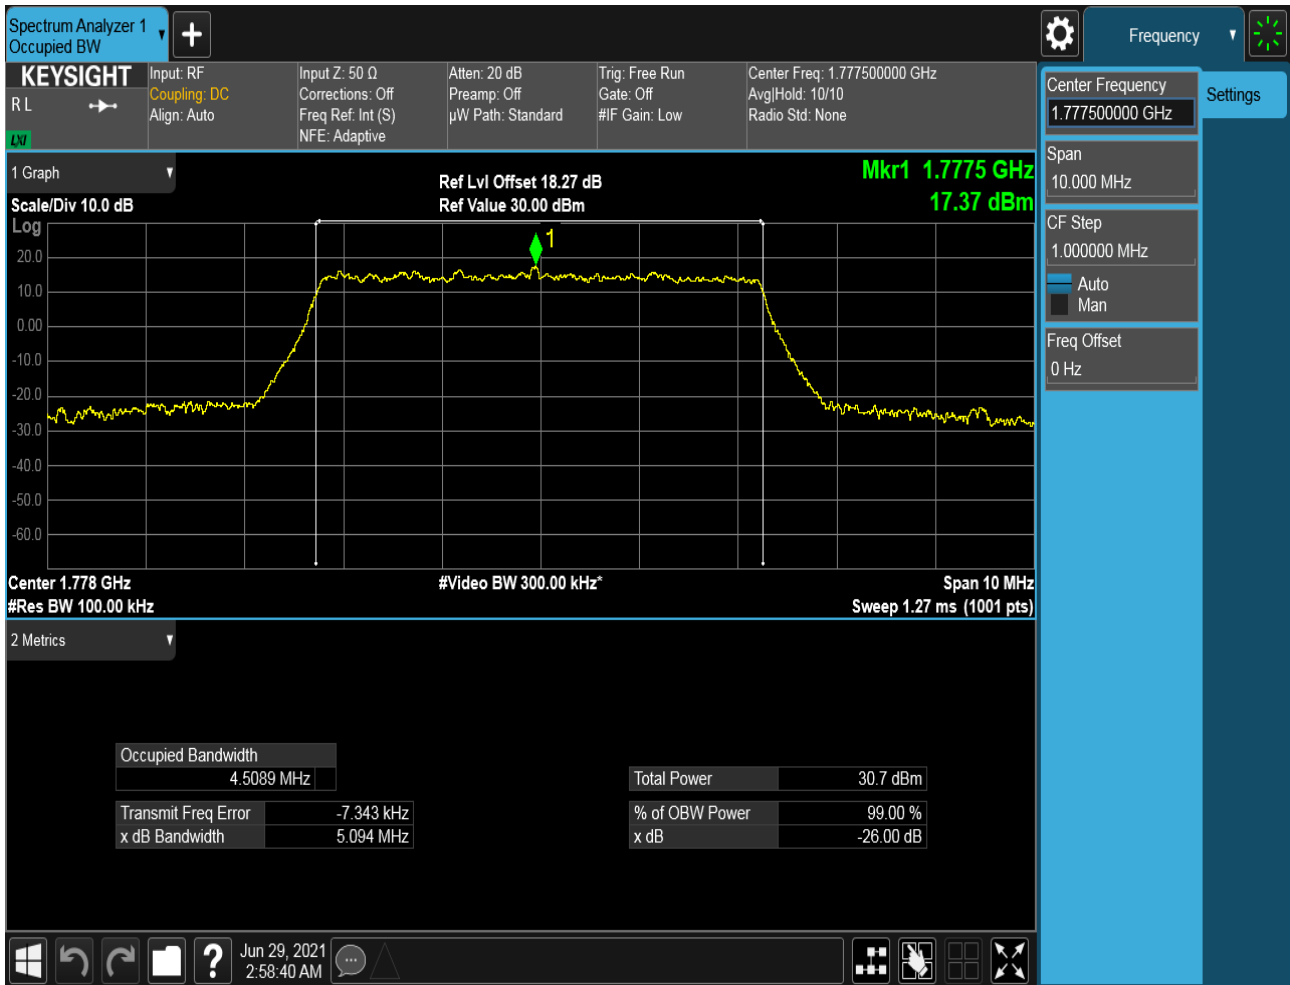 Spectrum Analyzer 1
Occupied BW
Frequency
KEYSIGHT
R L
LXI
Input: RF
Coupling: DC
Align: Auto
Input Z: 50 Ω
Corrections: Off
Freq Ref: Int (S)
NFE: Adaptive
Atten: 20 dB
Preamp: Off
µW Path: Standard
Trig: Free Run
Gate: Off
#IF Gain: Low
Center Freq: 1.777500000 GHz
Avg|Hold: 10/10
Radio Std: None
Center Frequency
1.777500000 GHz
Settings
Span
10.000 MHz
CF Step
1.000000 MHz
Auto
Man
Freq Offset
0 Hz
1 Graph
Scale/Div 10.0 dB
Ref Lvl Offset 18.27 dB
Ref Value 30.00 dBm
Mkr1 1.7775 GHz
17.37 dBm
Log
1
20.0
10.0
0.00
-10.0
-20.0
-30.0
-40.0
-50.0
-60.0
Center 1.778 GHz
#Res BW 100.00 kHz
#Video BW 300.00 kHz*
Span 10 MHz
Sweep 1.27 ms (1001 pts)
2 Metrics
Occupied Bandwidth
4.5089 MHz
Transmit Freq Error -7.343 kHz
x dB Bandwidth 5.094 MHz
Total Power 30.7 dBm
% of OBW Power 99.00 %
x dB -26.00 dB
Jun 29, 2021
2:58:40 AM